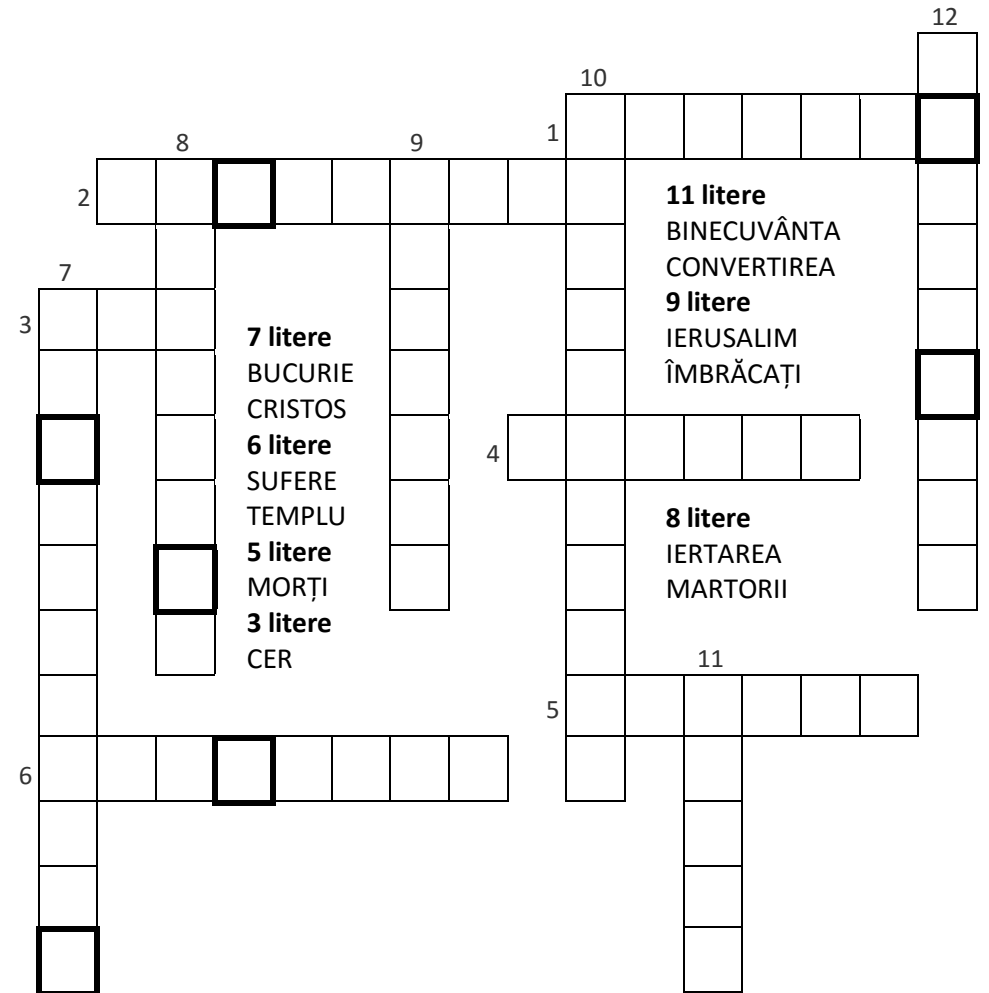 12
10
1
8
9
2
11 litere
BINECUVÂNTA
CONVERTIREA
9 litere
IERUSALIM
ÎMBRĂCAȚI
7
3
7 litere
BUCURIE
CRISTOS
6 litere
SUFERE
TEMPLU
5 litere
MORȚI
3 litere
CER
4
8 litere
IERTAREA
MARTORII
11
5
6